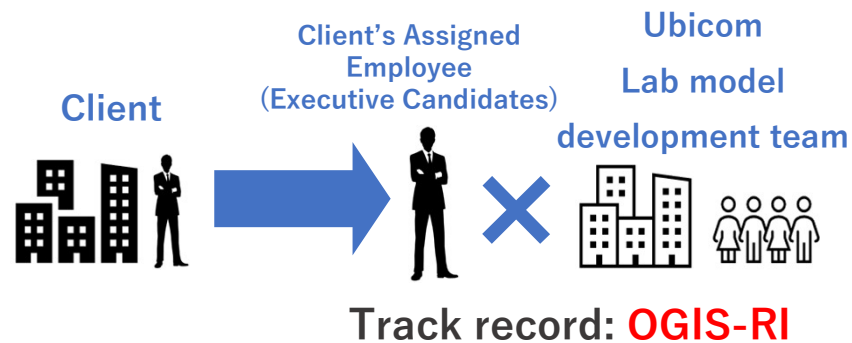 Client
Client’s Assigned
Employee
(Executive Candidates)
Ubicom
Lab model
development team
Track record: OGIS-RI